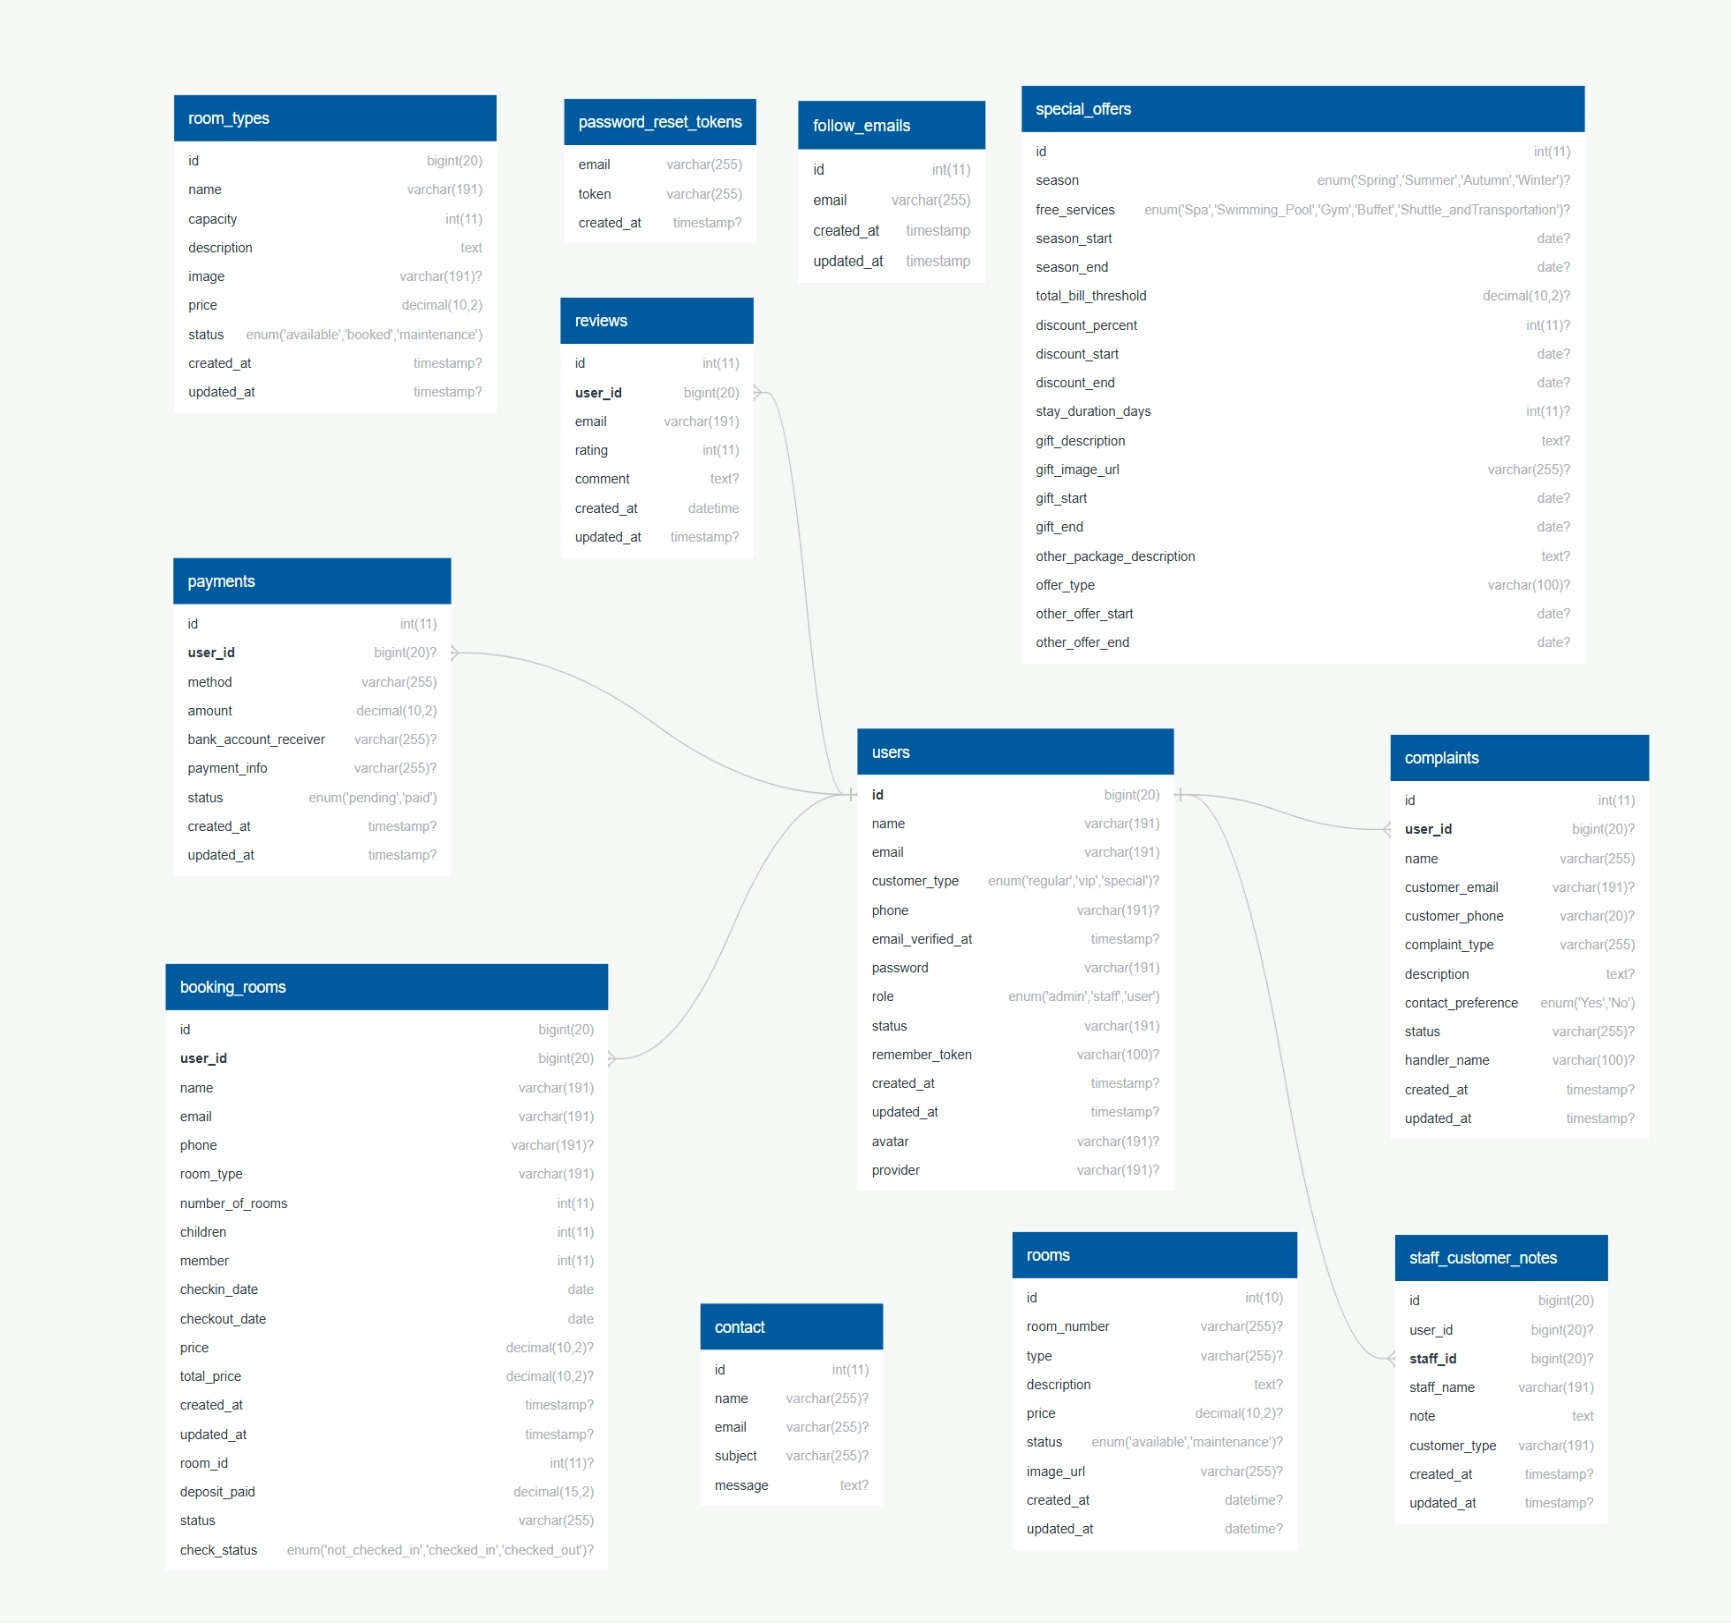 room_types
id bigint(20)
name varchar(191)
capacity int(11)
description text
image varchar(191)?
price decimal(10,2)
status enum('available','booked','maintenance')
created_at timestamp?
updated_at timestamp?
password_reset_tokens
email varchar(255)
token varchar(255)
created_at timestamp?
follow_emails
id int(11)
email varchar(255)
created_at timestamp
updated_at timestamp
special_offers
id int(11)
season enum('Spring','Summer','Autumn','Winter')?
free_services enum('Spa','Swimming_Pool','Gym','Buffet','Shuttle_andTransportation')?
season_start date?
season_end date?
total_bill_threshold decimal(10,2)?
discount_percent int(11)?
discount_start date?
discount_end date?
stay_duration_days int(11)?
gift_description text?
gift_image_url varchar(255)?
gift_start date?
gift_end date?
other_package_description text?
offer_type varchar(100)?
other_offer_start date?
other_offer_end date?
reviews
id int(11)
user_id bigint(20)
email varchar(191)
rating int(11)
comment text?
created_at datetime
updated_at timestamp?
payments
id int(11)
user_id bigint(20)?
method varchar(255)
amount decimal(10,2)
bank_account_receiver varchar(255)?
payment_info varchar(255)?
status enum('pending','paid')
created_at timestamp?
updated_at timestamp?
users
id bigint(20)
name varchar(191)
email varchar(191)
customer_type enum('regular','vip','special')?
phone varchar(191)?
email_verified_at timestamp?
password varchar(191)
role enum('admin','staff','user')
status varchar(191)
remember_token varchar(100)?
created_at timestamp?
updated_at timestamp?
avatar varchar(191)?
provider varchar(191)?
complaints
id int(11)
user_id bigint(20)?
name varchar(255)
customer_email varchar(191)?
customer_phone varchar(20)?
complaint_type varchar(255)
description text?
contact_preference enum('Yes','No')
status varchar(255)?
handler_name varchar(100)?
created_at timestamp?
updated_at timestamp?
booking_rooms
id bigint(20)
user_id bigint(20)
name varchar(191)
email varchar(191)
phone varchar(191)?
room_type varchar(191)
number_of_rooms int(11)
children int(11)
member int(11)
checkin_date date
checkout_date date
price decimal(10,2)?
total_price decimal(10,2)?
created_at timestamp?
updated_at timestamp?
room_id int(11)?
deposit_paid decimal(15,2)
status varchar(255)
check_status enum('not_checked_in','checked_in','checked_out')?
contact
id int(11)
name varchar(255)?
email varchar(255)?
subject varchar(255)?
message text?
rooms
id int(10)
room_number varchar(255)?
type varchar(255)?
description text?
price decimal(10,2)?
status enum('available','maintenance')?
image_url varchar(255)?
created_at datetime?
updated_at datetime?
staff_customer_notes
id bigint(20)
user_id bigint(20)?
staff_id bigint(20)?
staff_name varchar(191)
note text
customer_type varchar(191)
created_at timestamp?
updated_at timestamp?